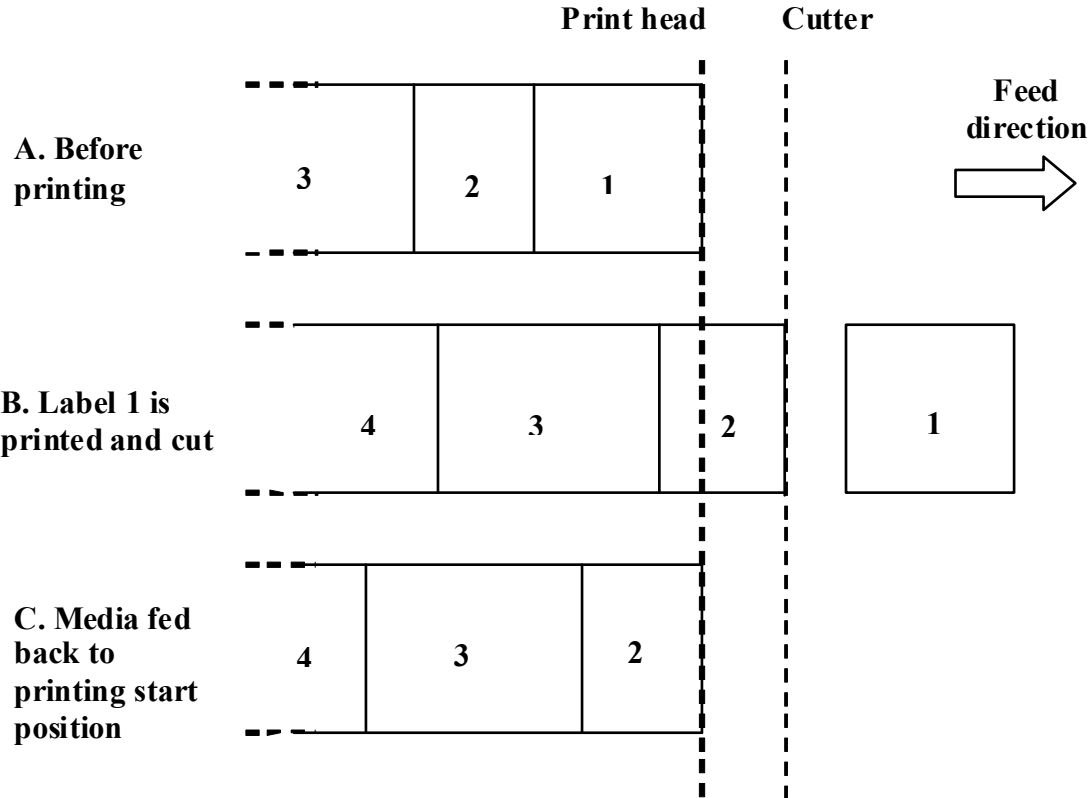 Print head Cutter
Feed
direction
A. Before
printing
3 2 1
B. Label 1 is
printed and cut
4 3 2 1
C. Media fed
back to
printing start
position
4 3 2